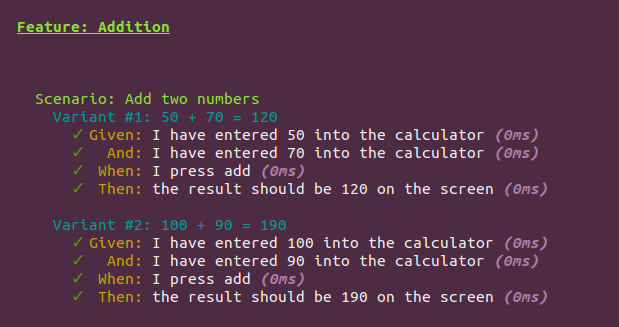 Feature: Addition
Scenario: Add two numbers
Variant #1: 50 + 70 = 120
✓ Given: I have entered 50 into the calculator (0ms)
✓ And: I have entered 70 into the calculator (0ms)
✓ When: I press add (0ms)
✓ Then: the result should be 120 on the screen (0ms)
Variant #2: 100 + 90 = 190
✓ Given: I have entered 100 into the calculator (0ms)
✓ And: I have entered 90 into the calculator (0ms)
✓ When: I press add (0ms)
✓ Then: the result should be 190 on the screen (0ms)